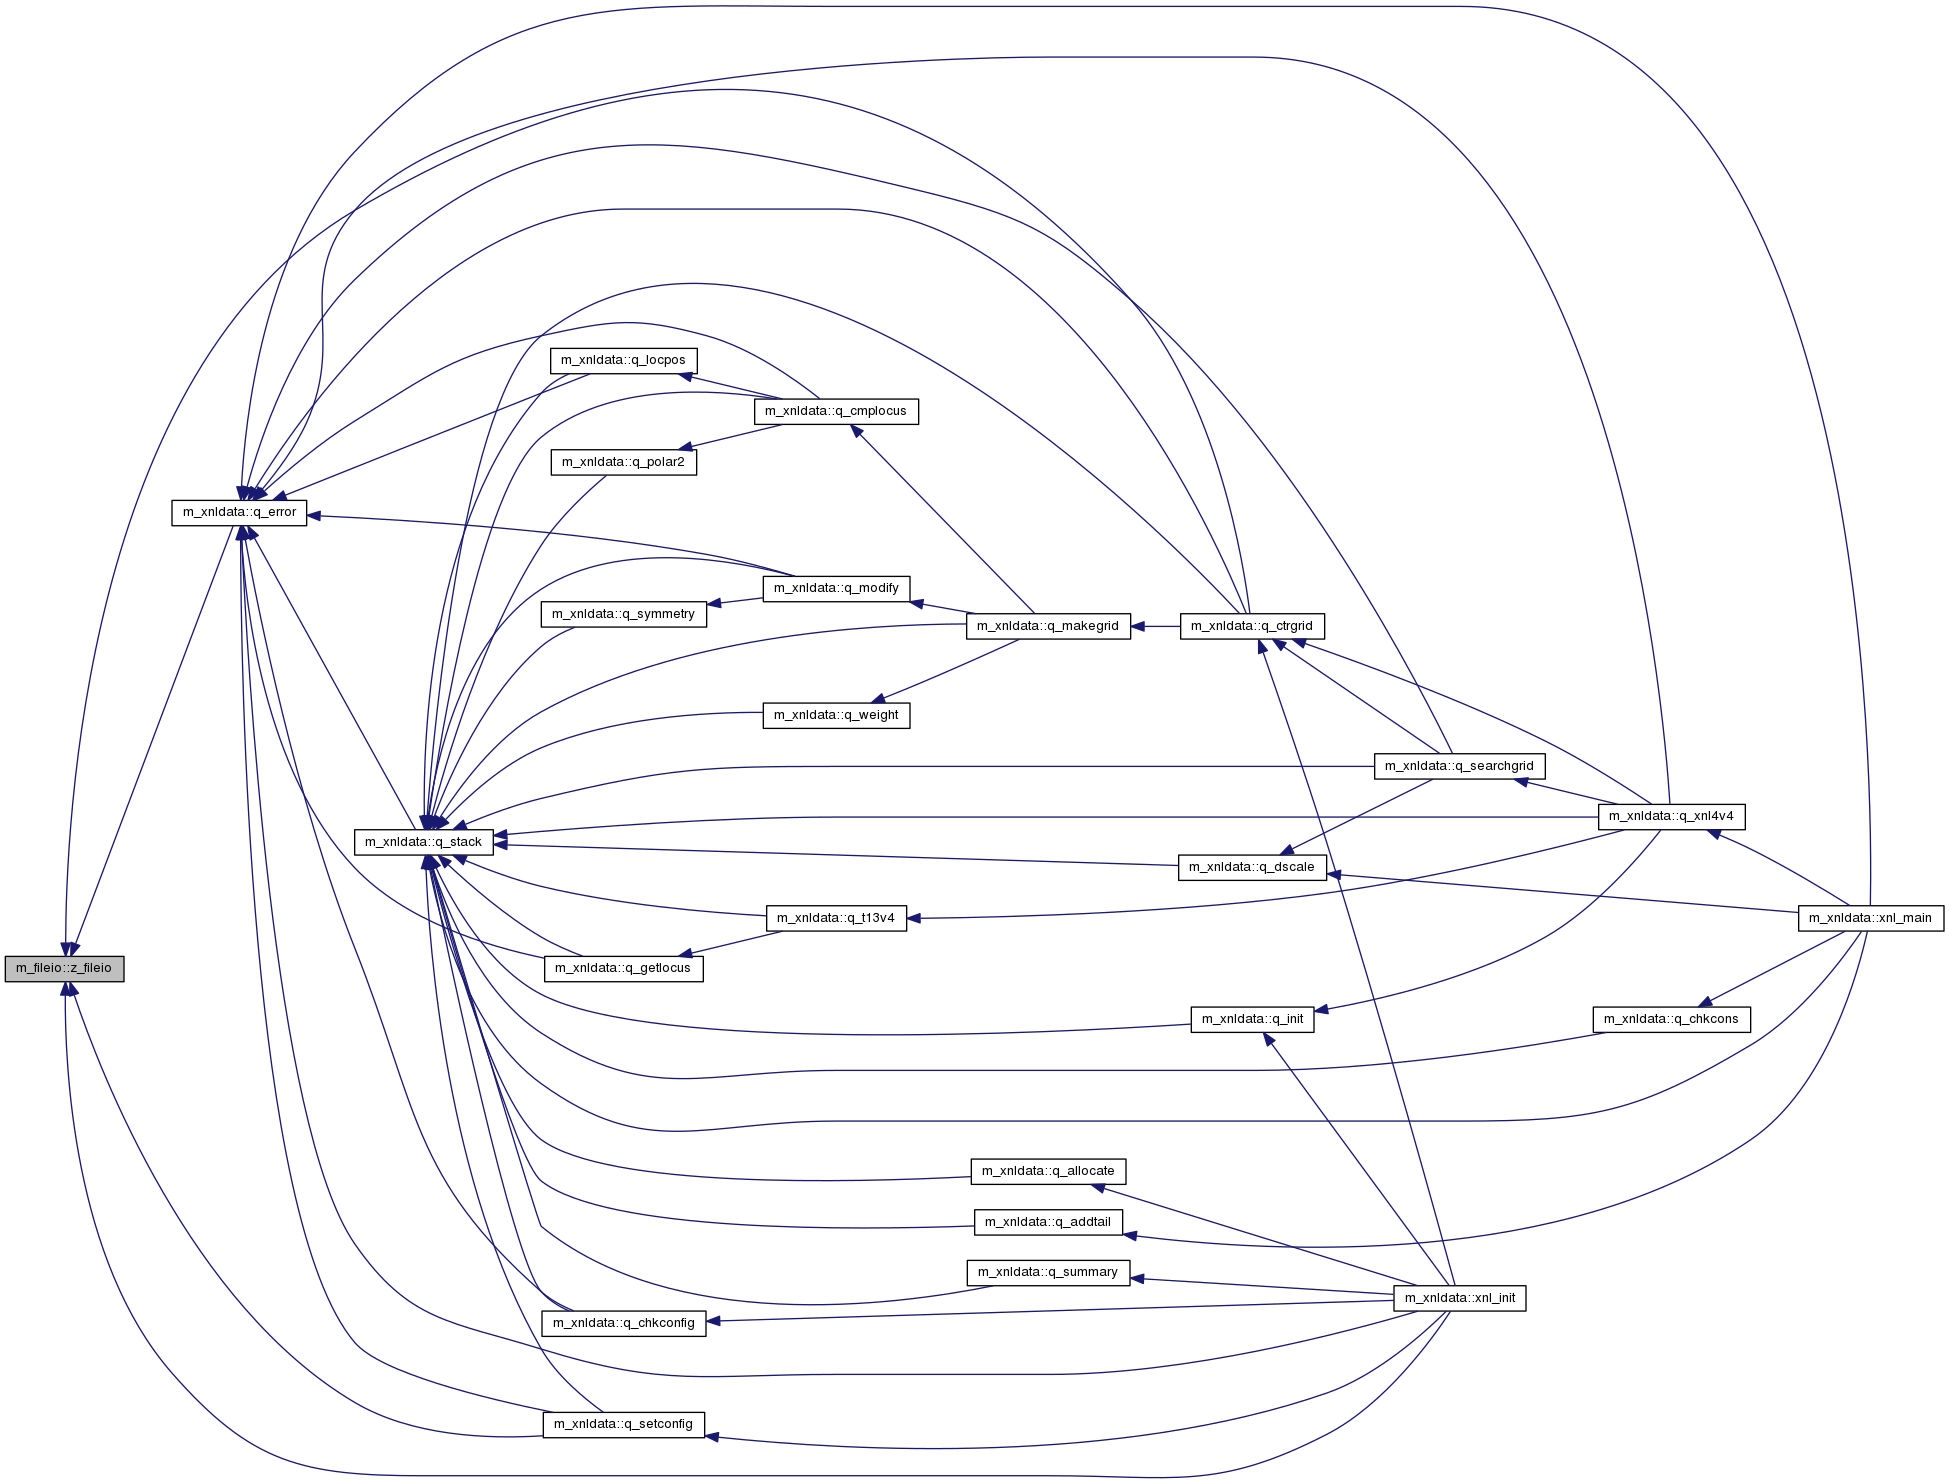 m_xnldata::q_locpos
m_xnldata::q_cmplocus
m_xnldata::q_polar2
m_xnldata::q_error
m_xnldata::q_modify
m_xnldata::q_symmetry
m_xnldata::q_makegrid
m_xnldata::q_ctrgrid
m_xnldata::q_weight
m_xnldata::q_searchgrid
m_xnldata::q_xnl4v4
m_xnldata::q_stack
m_xnldata::q_dscale
m_xnldata::q_t13v4
m_xnldata::xnl_main
m_fileio::z_fileio
m_xnldata::q_getlocus
m_xnldata::q_init
m_xnldata::q_chkcons
m_xnldata::q_allocate
m_xnldata::q_addtail
m_xnldata::q_summary
m_xnldata::xnl_init
m_xnldata::q_chkconfig
m_xnldata::q_setconfig